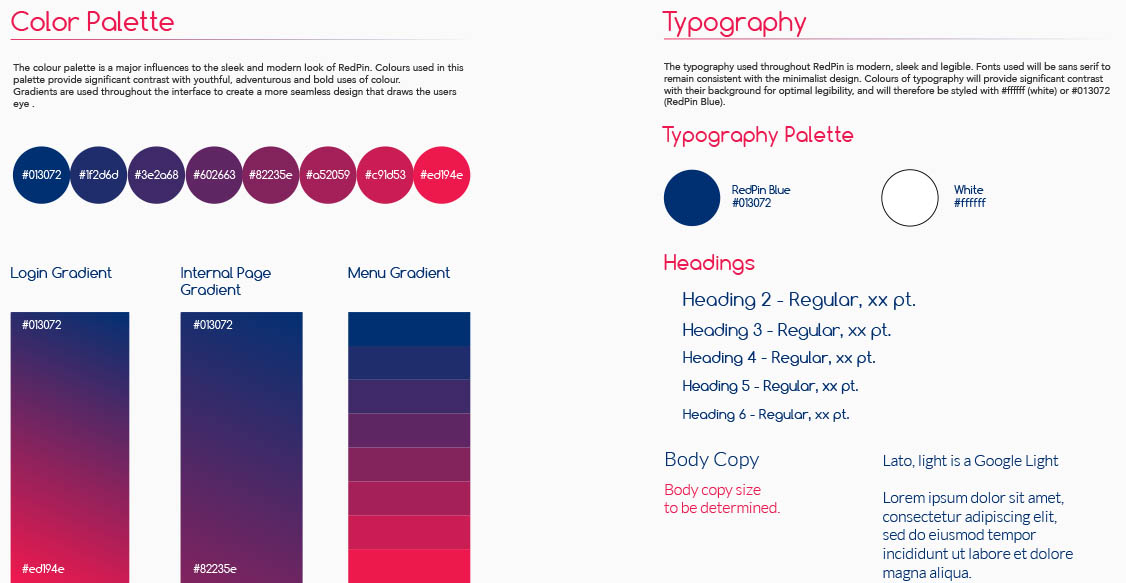 Color Palette
The colour palette is a major influences to the sleek and modern look of RedPin. Colours used in this
palette provide significant contrast with youthful, adventurous and bold uses of colour.
Gradients are used throughout the interface to create a more seamless design that draws the users
eye .
#013072 #1f2d6d #3e2a68 #602663 #82235e #a52059 #c91d53 #ed194e
Login Gradient
#013072
#ed194e
Internal Page
Gradient
#013072
#82235e
Menu Gradient
Typography
The typography used throughout RedPin is modern, sleek and legible. Fonts used will be sans serif to
remain consistent with the minimalist design. Colours of typography will provide significant contrast
with their background for optimal legibility, and will therefore be styled with #ffffff (white) or #013072
(RedPin Blue).
Typography Palette
RedPin Blue
#013072
White
#ffffff
Headings
Heading 2 - Regular, xx pt.
Heading 3 - Regular, xx pt.
Heading 4 - Regular, xx pt.
Heading 5 - Regular, xx pt.
Heading 6 - Regular, xx pt.
Body Copy
Body copy size
to be determined.
Lato, light is a Google Light
Lorem ipsum dolor sit amet,
consectetur adipiscing elit,
sed do eiusmod tempor
incididunt ut labore et dolore
magna aliqua.